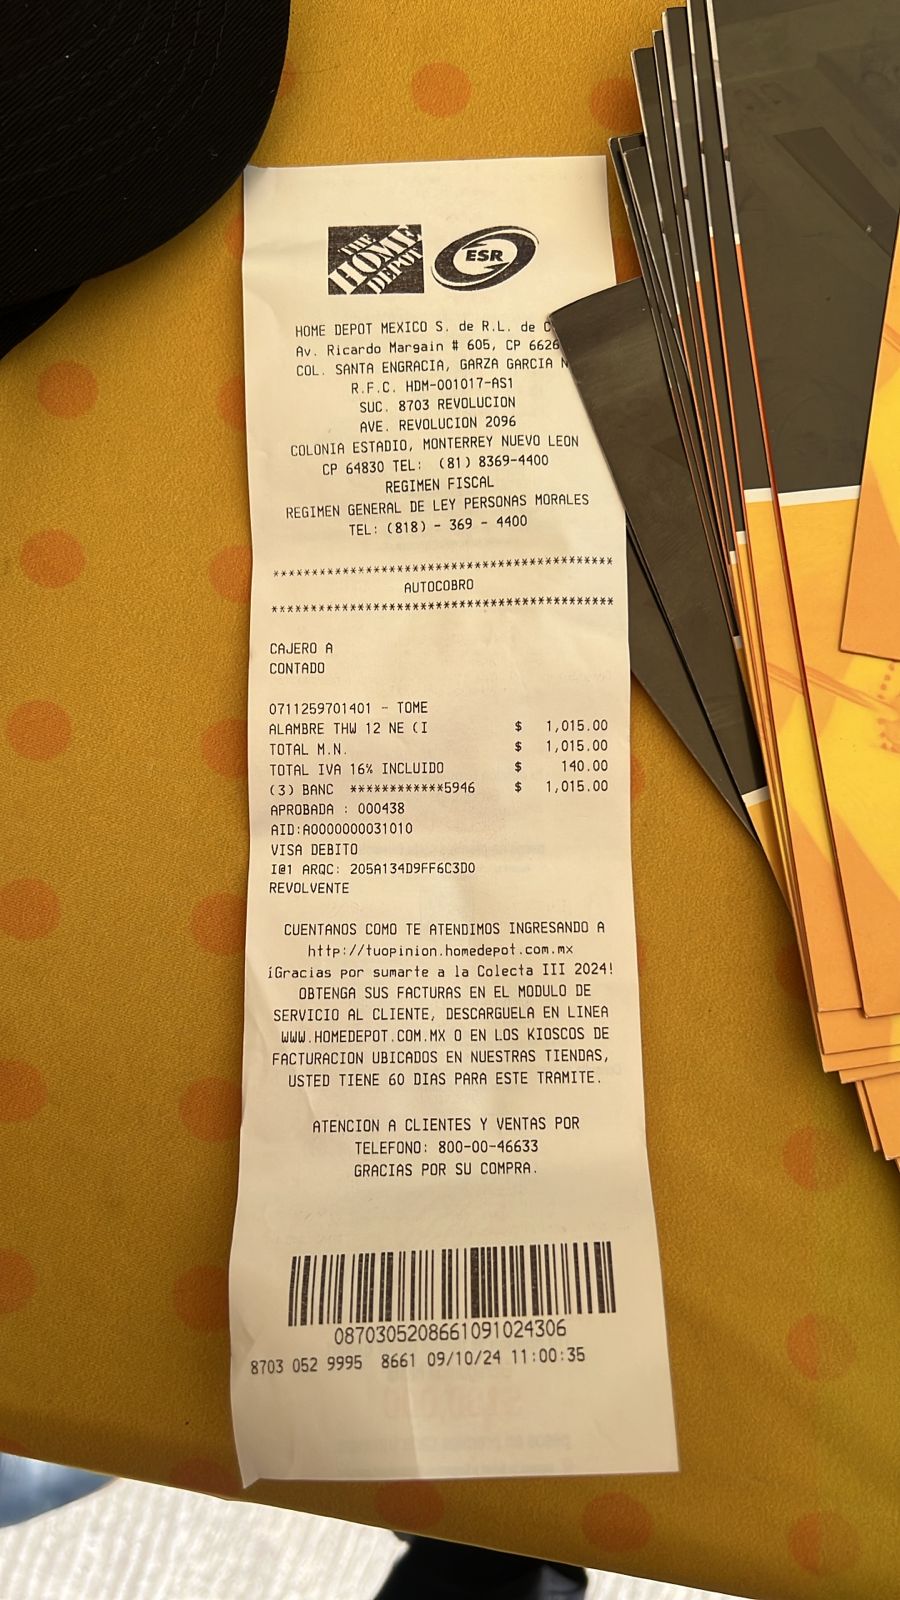 THE
HOME
DEPOT
ESR
HOME DEPOT MEXICO S. de R.L. de
Av. Ricardo Margain # 605, CP
COL. SANTA ENGRACIA, GARZA GARCIA
R.F.C. HDM-001017-AS1
SUC. 8703 REVOLUCION
AVE. REVOLUCION 2096
COLONIA ESTADIO, MONTERREY NUEVO LEON
CP 64830 TEL: (81) 8369-4400
REGIMEN FISCAL
REGIMEN GENERAL DE LEY PERSONAS MORALES
TEL: (818) - 369 - 4400
****************************************
AUTOCOBRO
****************************************
CAJERO A
CONTADO
0711259701401 - TOME
ALAMBRE THW 12 NE (I $ 1,015.00
TOTAL M.N. $ 1,015.00
TOTAL IVA 16% INCLUIDO $ 140.00
(3) BANC ************5946 $ 1,015.00
APROBADA : 000438
AID:A0000000031010
VISA DEBITO
I@1 ARQC: 205A134D9FF6C3D0
REVOLVENTE
CUENTANOS COMO TE ATENDIMOS INGRESANDO A
http://tuopinion.homedepot.com.mx
¡Gracias por sumarte a la Colecta III 2024!
OBTENGA SUS FACTURAS EN EL MODULO DE
SERVICIO AL CLIENTE, DESCARGUELA EN LINEA
WWW.HOMEDEPOT.COM.MX O EN LOS KIOSCOS DE
FACTURACION UBICADOS EN NUESTRAS TIENDAS,
USTED TIENE 60 DIAS PARA ESTE TRAMITE.
ATENCION A CLIENTES Y VENTAS POR
TELEFONO: 800-00-46633
GRACIAS POR SU COMPRA.
0870305208661091024306
8703 052 9995 8661 09/10/24 11:00:35